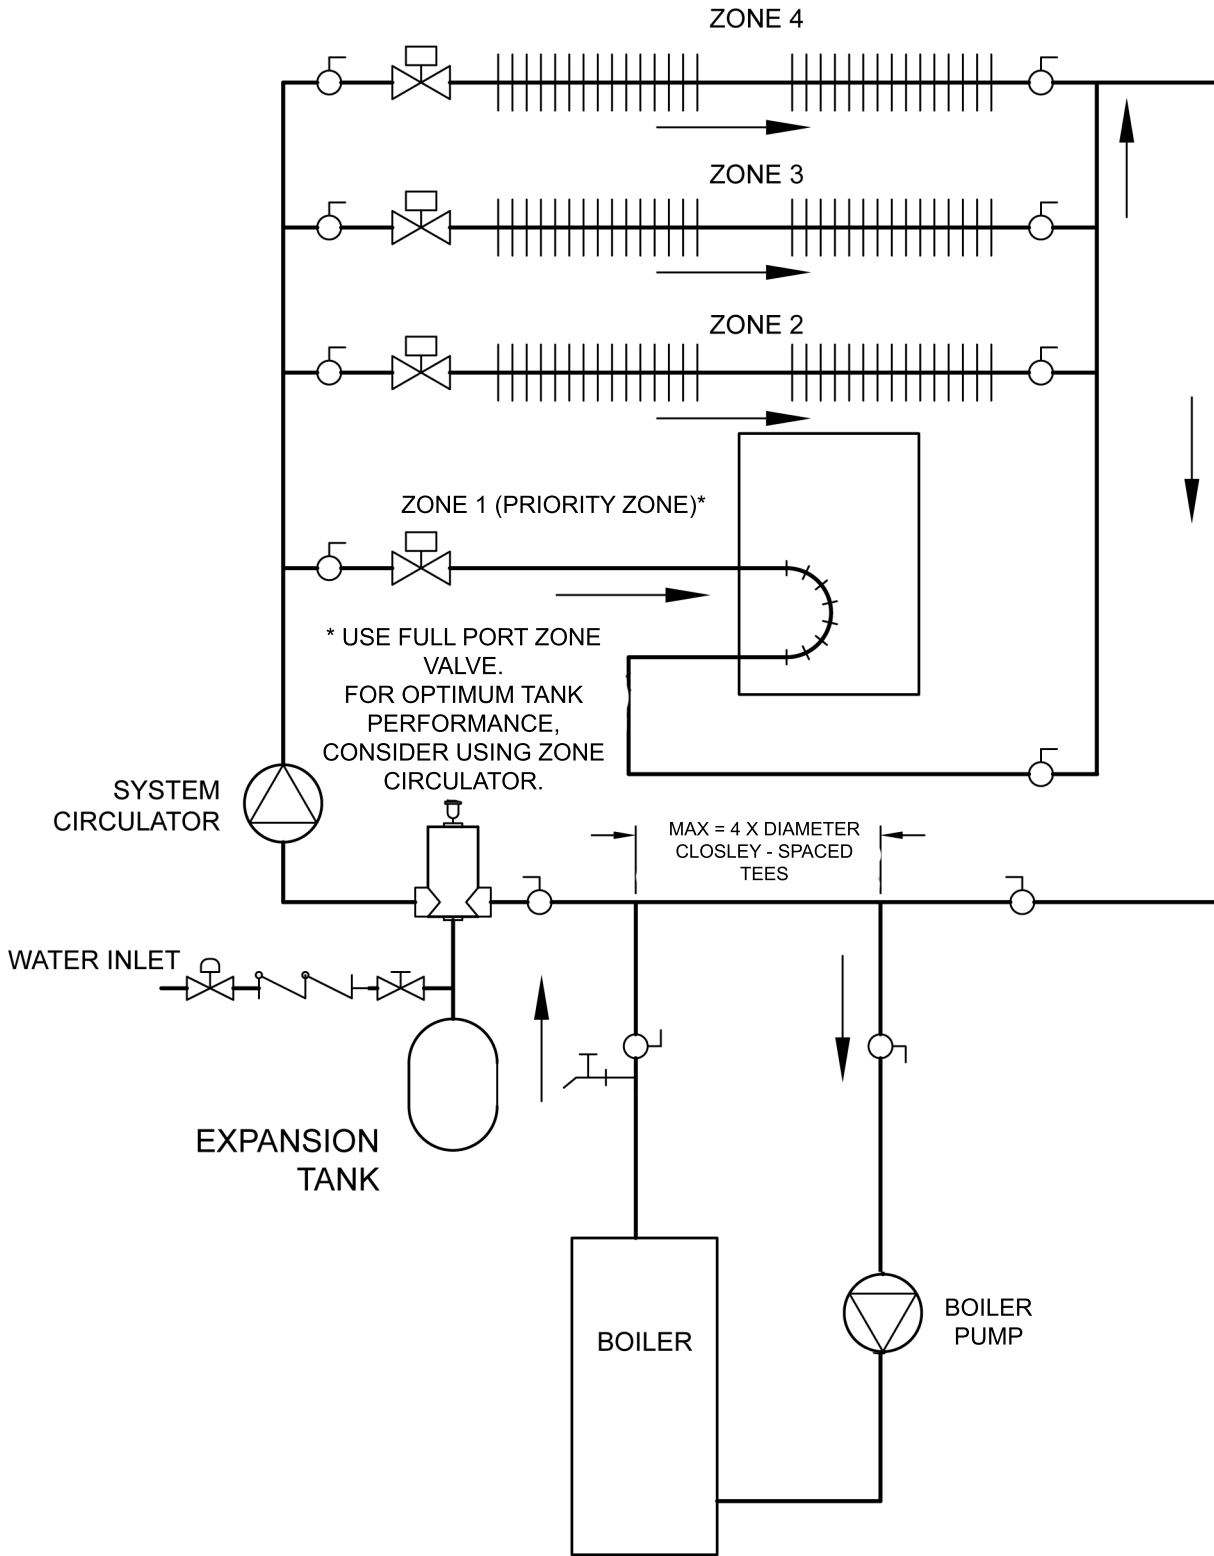 ZONE 4
ZONE 3
ZONE 2
ZONE 1 (PRIORITY ZONE)*
* USE FULL PORT ZONE
VALVE.
FOR OPTIMUM TANK
PERFORMANCE,
CONSIDER USING ZONE
CIRCULATOR.
SYSTEM
CIRCULATOR
MAX = 4 X DIAMETER
CLOSLEY - SPACED
TEES
WATER INLET
EXPANSION
TANK
BOILER
BOILER
PUMP